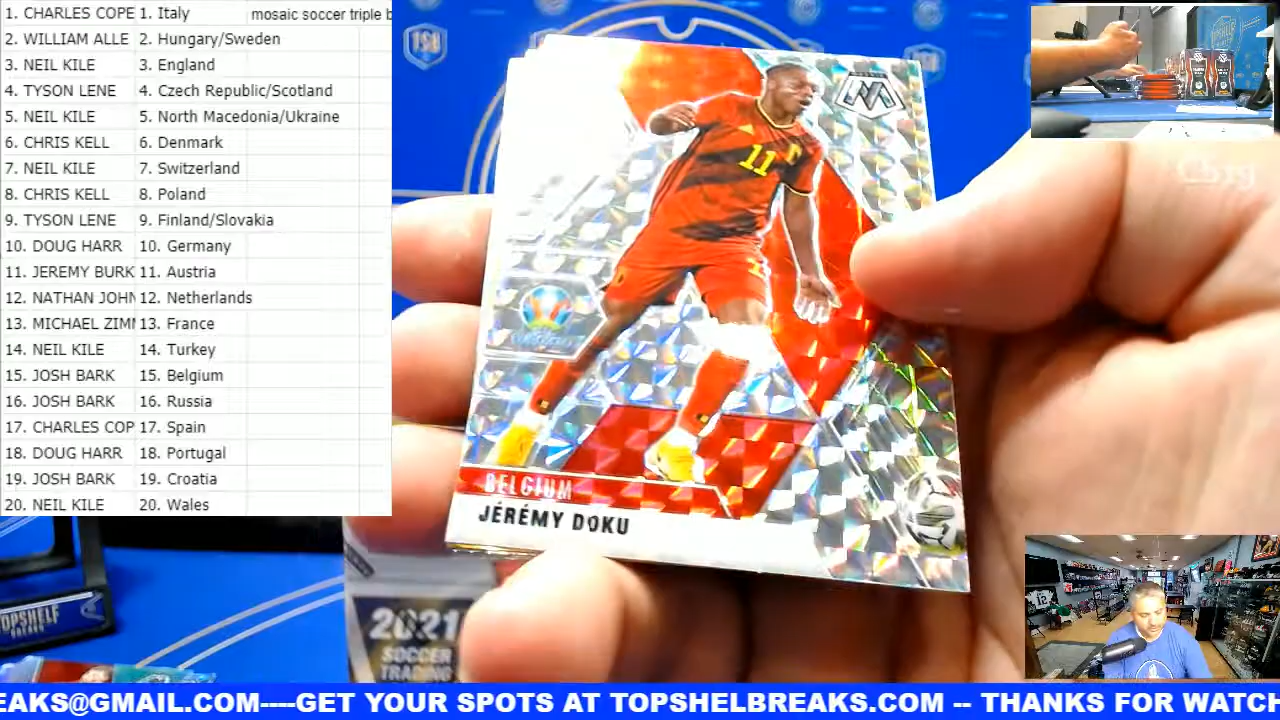 1. CHARLES COPE 1. Italy mosaic soccer triple b
2. WILLIAM ALLE 2. Hungary/Sweden
3. NEIL KILE 3. England
4. TYSON LENE 4. Czech Republic/Scotland
5. NEIL KILE 5. North Macedonia/Ukraine
6. CHRIS KELL 6. Denmark
7. NEIL KILE 7. Switzerland
8. CHRIS KELL 8. Poland
9. TYSON LENE 9. Finland/Slovakia
10. DOUG HARR 10. Germany
11. JEREMY BURK 11. Austria
12. NATHAN JOHN 12. Netherlands
13. MICHAEL ZIMM 13. France
14. NEIL KILE 14. Turkey
15. JOSH BARK 15. Belgium
16. JOSH BARK 16. Russia
17. CHARLES COP 17. Spain
18. DOUG HARR 18. Portugal
19. JOSH BARK 19. Croatia
20. NEIL KILE 20. Wales
TSB
11
BELGIUM
JÉRÉMY DOKU
TOPSHELF
BREAKS
2021
SOCCER
TRADING
EAKS@GMAIL.COM----GET YOUR SPOTS AT TOPSHELBREAKS.COM -- THANKS FOR WATCH